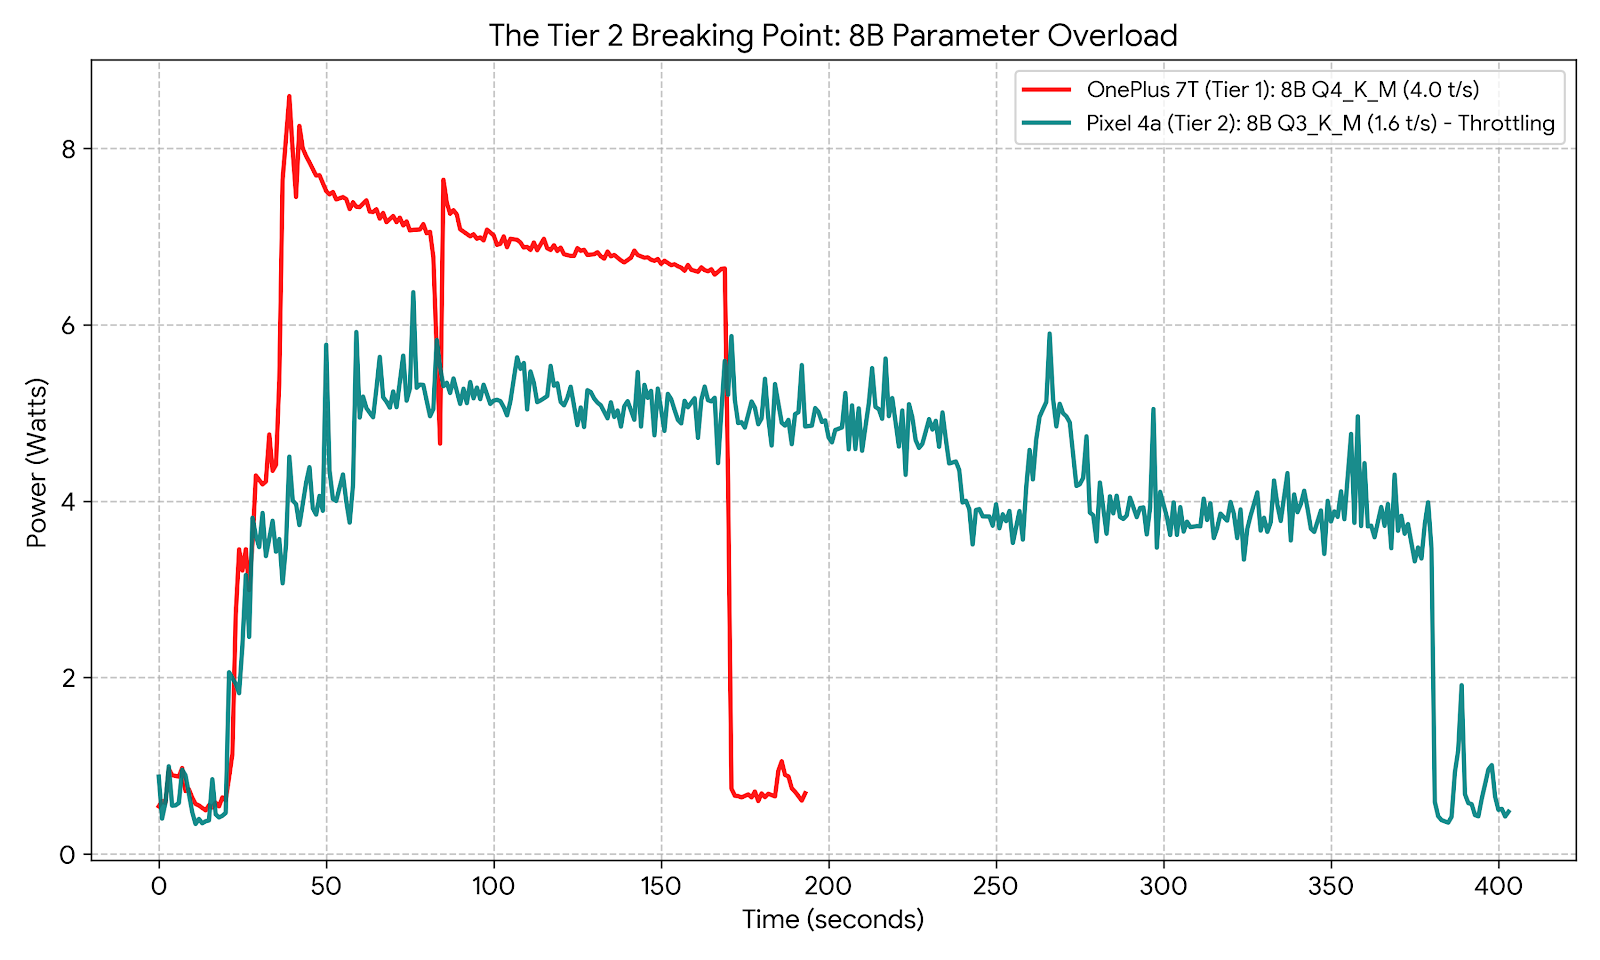 The Tier 2 Breaking Point: 8B Parameter Overload
OnePlus 7T (Tier 1): 8B Q4_K_M (4.0 t/s)
Pixel 4a (Tier 2): 8B Q3_K_M (1.6 t/s) - Throttling
Power (Watts)
8
6
4
2
0
0 50 100 150 200 250 300 350 400
Time (seconds)